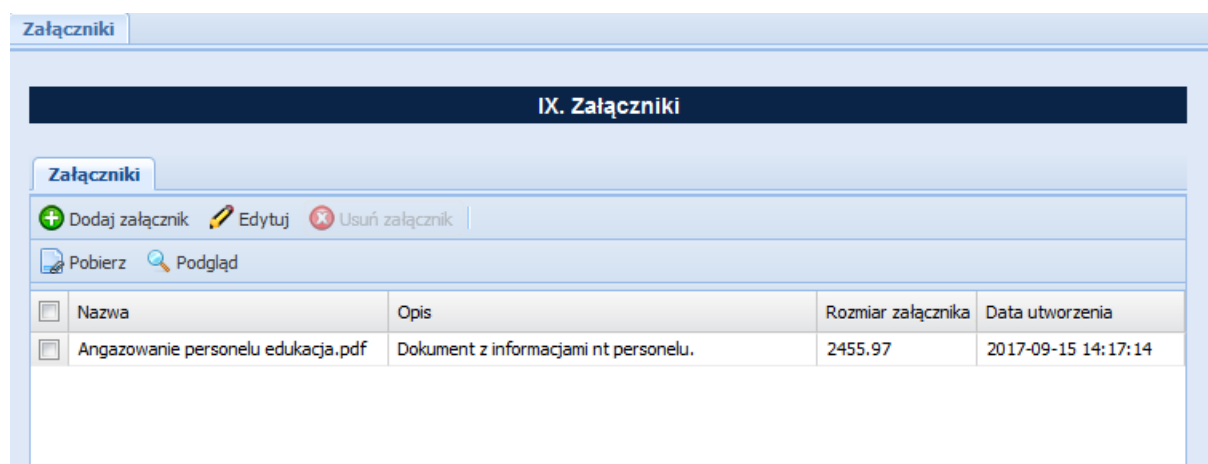 Załączniki
IX. Załączniki
Załączniki
Dodaj załącznik Edytuj Usuń załącznik
Pobierz Podgląd
Nazwa Opis Rozmiar załącznika Data utworzenia
Angazowanie personelu edukacja.pdf Dokument z informacjami nt personelu. 2455.97 2017-09-15 14:17:14